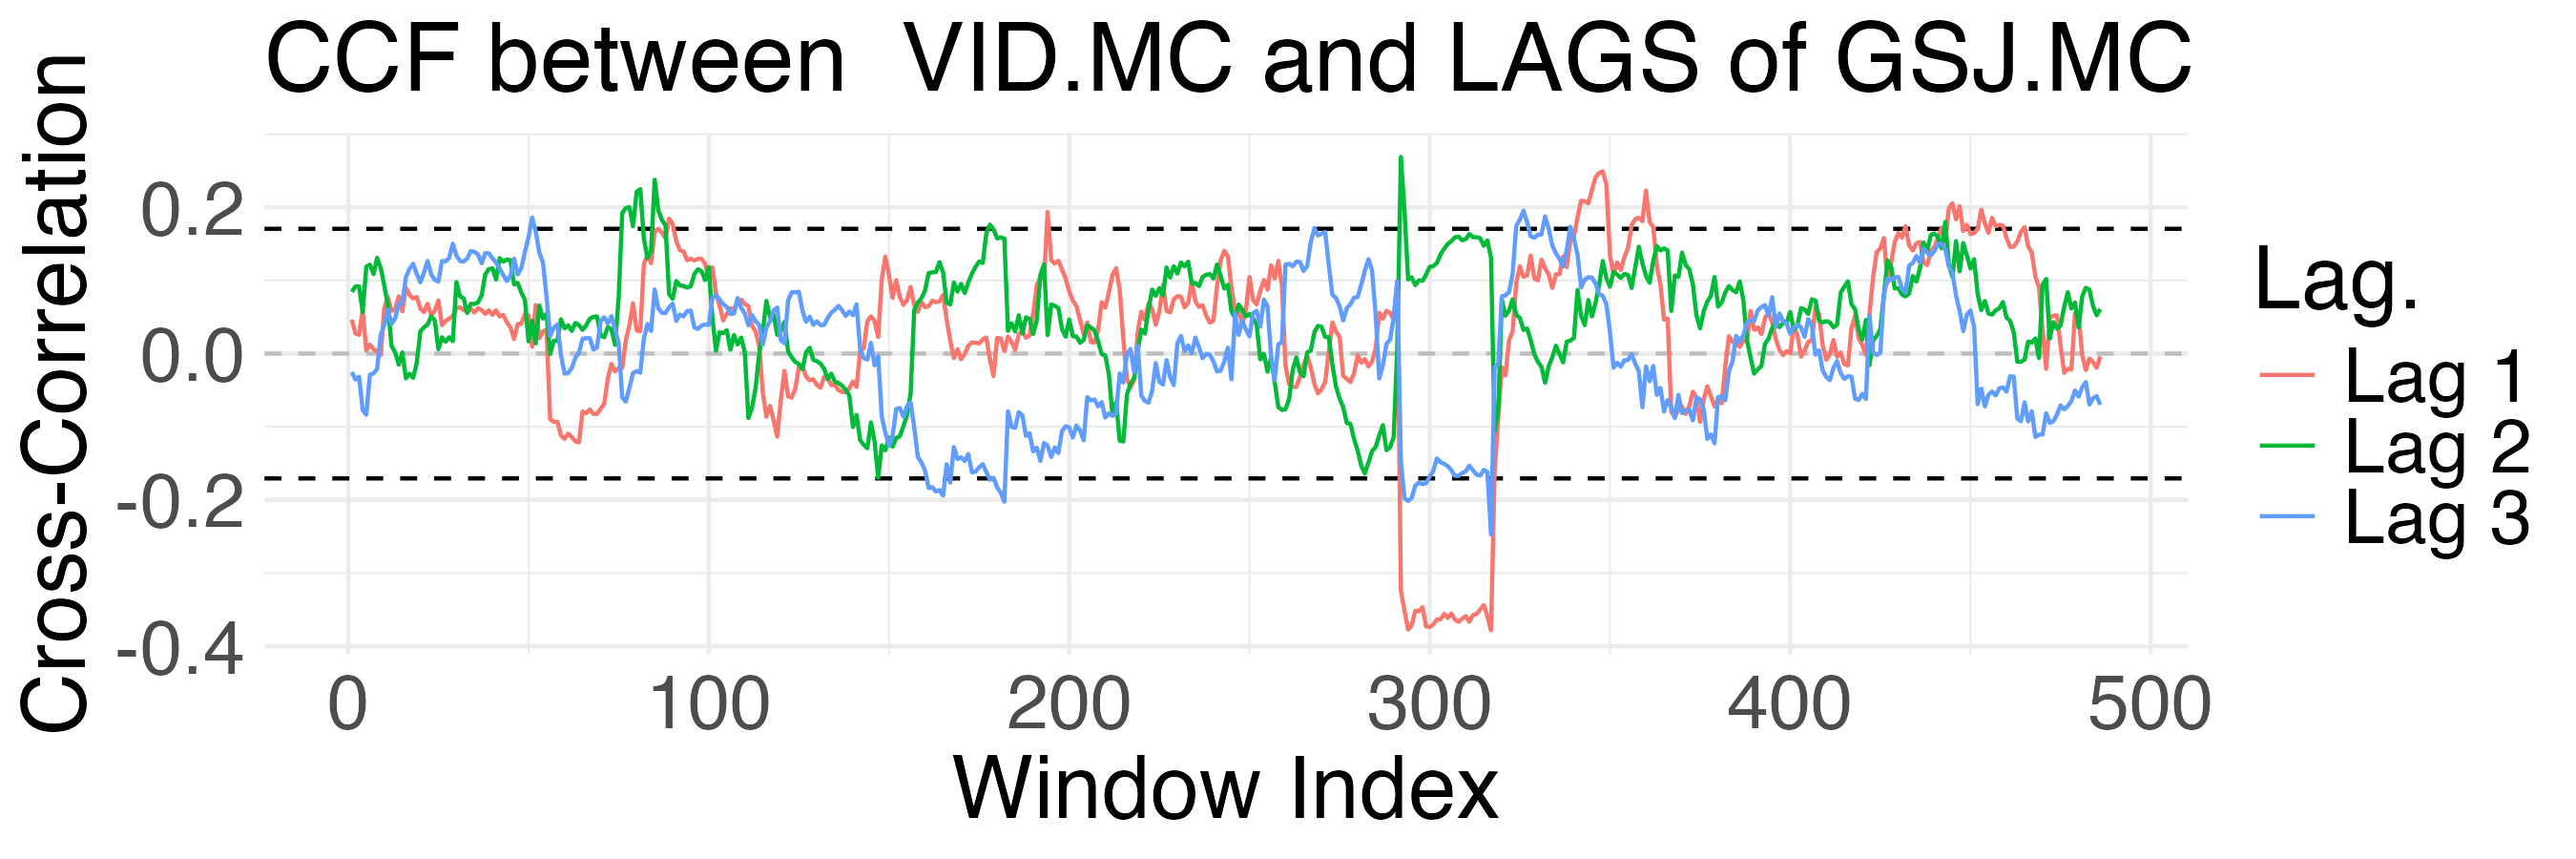 CCF between  VID.MC and LAGS of GSJ.MC
Cross-Correlation
0.2
0.0
-0.2
-0.4
0 100 200 300 400 500
Window Index
Lag.
Lag 1
Lag 2
Lag 3